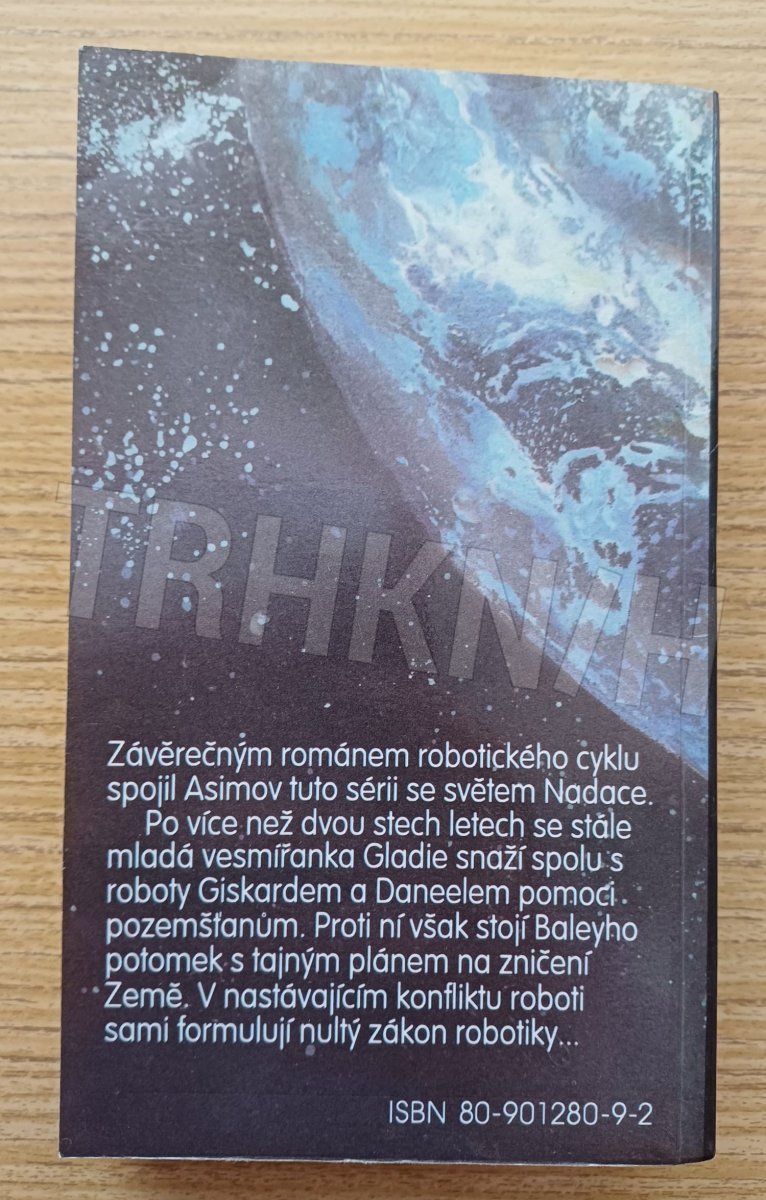 TRHKNIH
Závěrečným románem robotického cyklu
spojil Asimov tuto sérii se světem Nadace.
Po více než dvou stech letech se stále
mladá vesmířanka Gladie snaží spolu s
roboty Giskardem a Daneelem pomoci
pozemšťanům. Proti ní však stojí Baleyho
potomek s tajným plánem na zničení
Země. V nastávajícím konfliktu roboti
sami formulují nultý zákon robotiky...
ISBN 80-901280-9-2